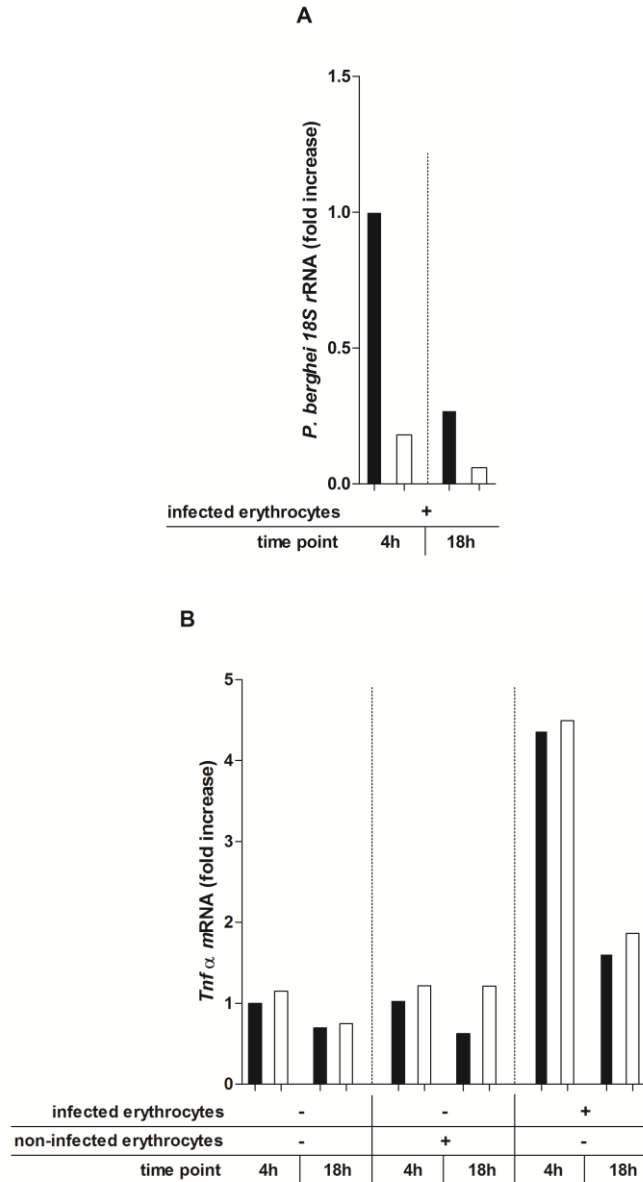 A
P. berghei 18S rRNA (fold increase)
1.5
1.0
0.5
0.0
infected erythrocytes +
time point 4h 18h
B
Tnf α mRNA (fold increase)
5
4
3
2
1
0
infected erythrocytes - - +
non-infected erythrocytes - + -
time point 4h 18h 4h 18h 4h 18h